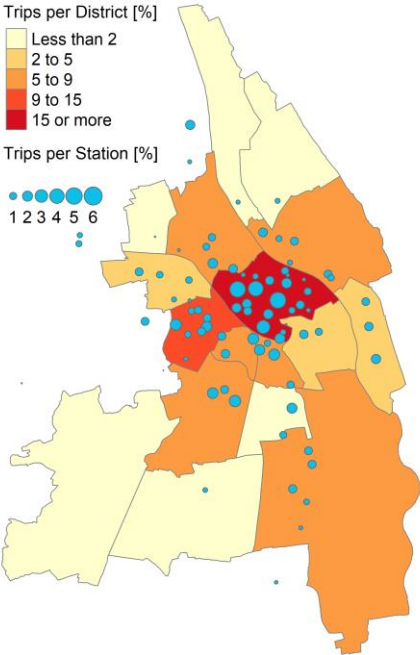 Trips per District [%]
Less than 2
2 to 5
5 to 9
9 to 15
15 or more
Trips per Station [%]
1 2 3 4 5 6